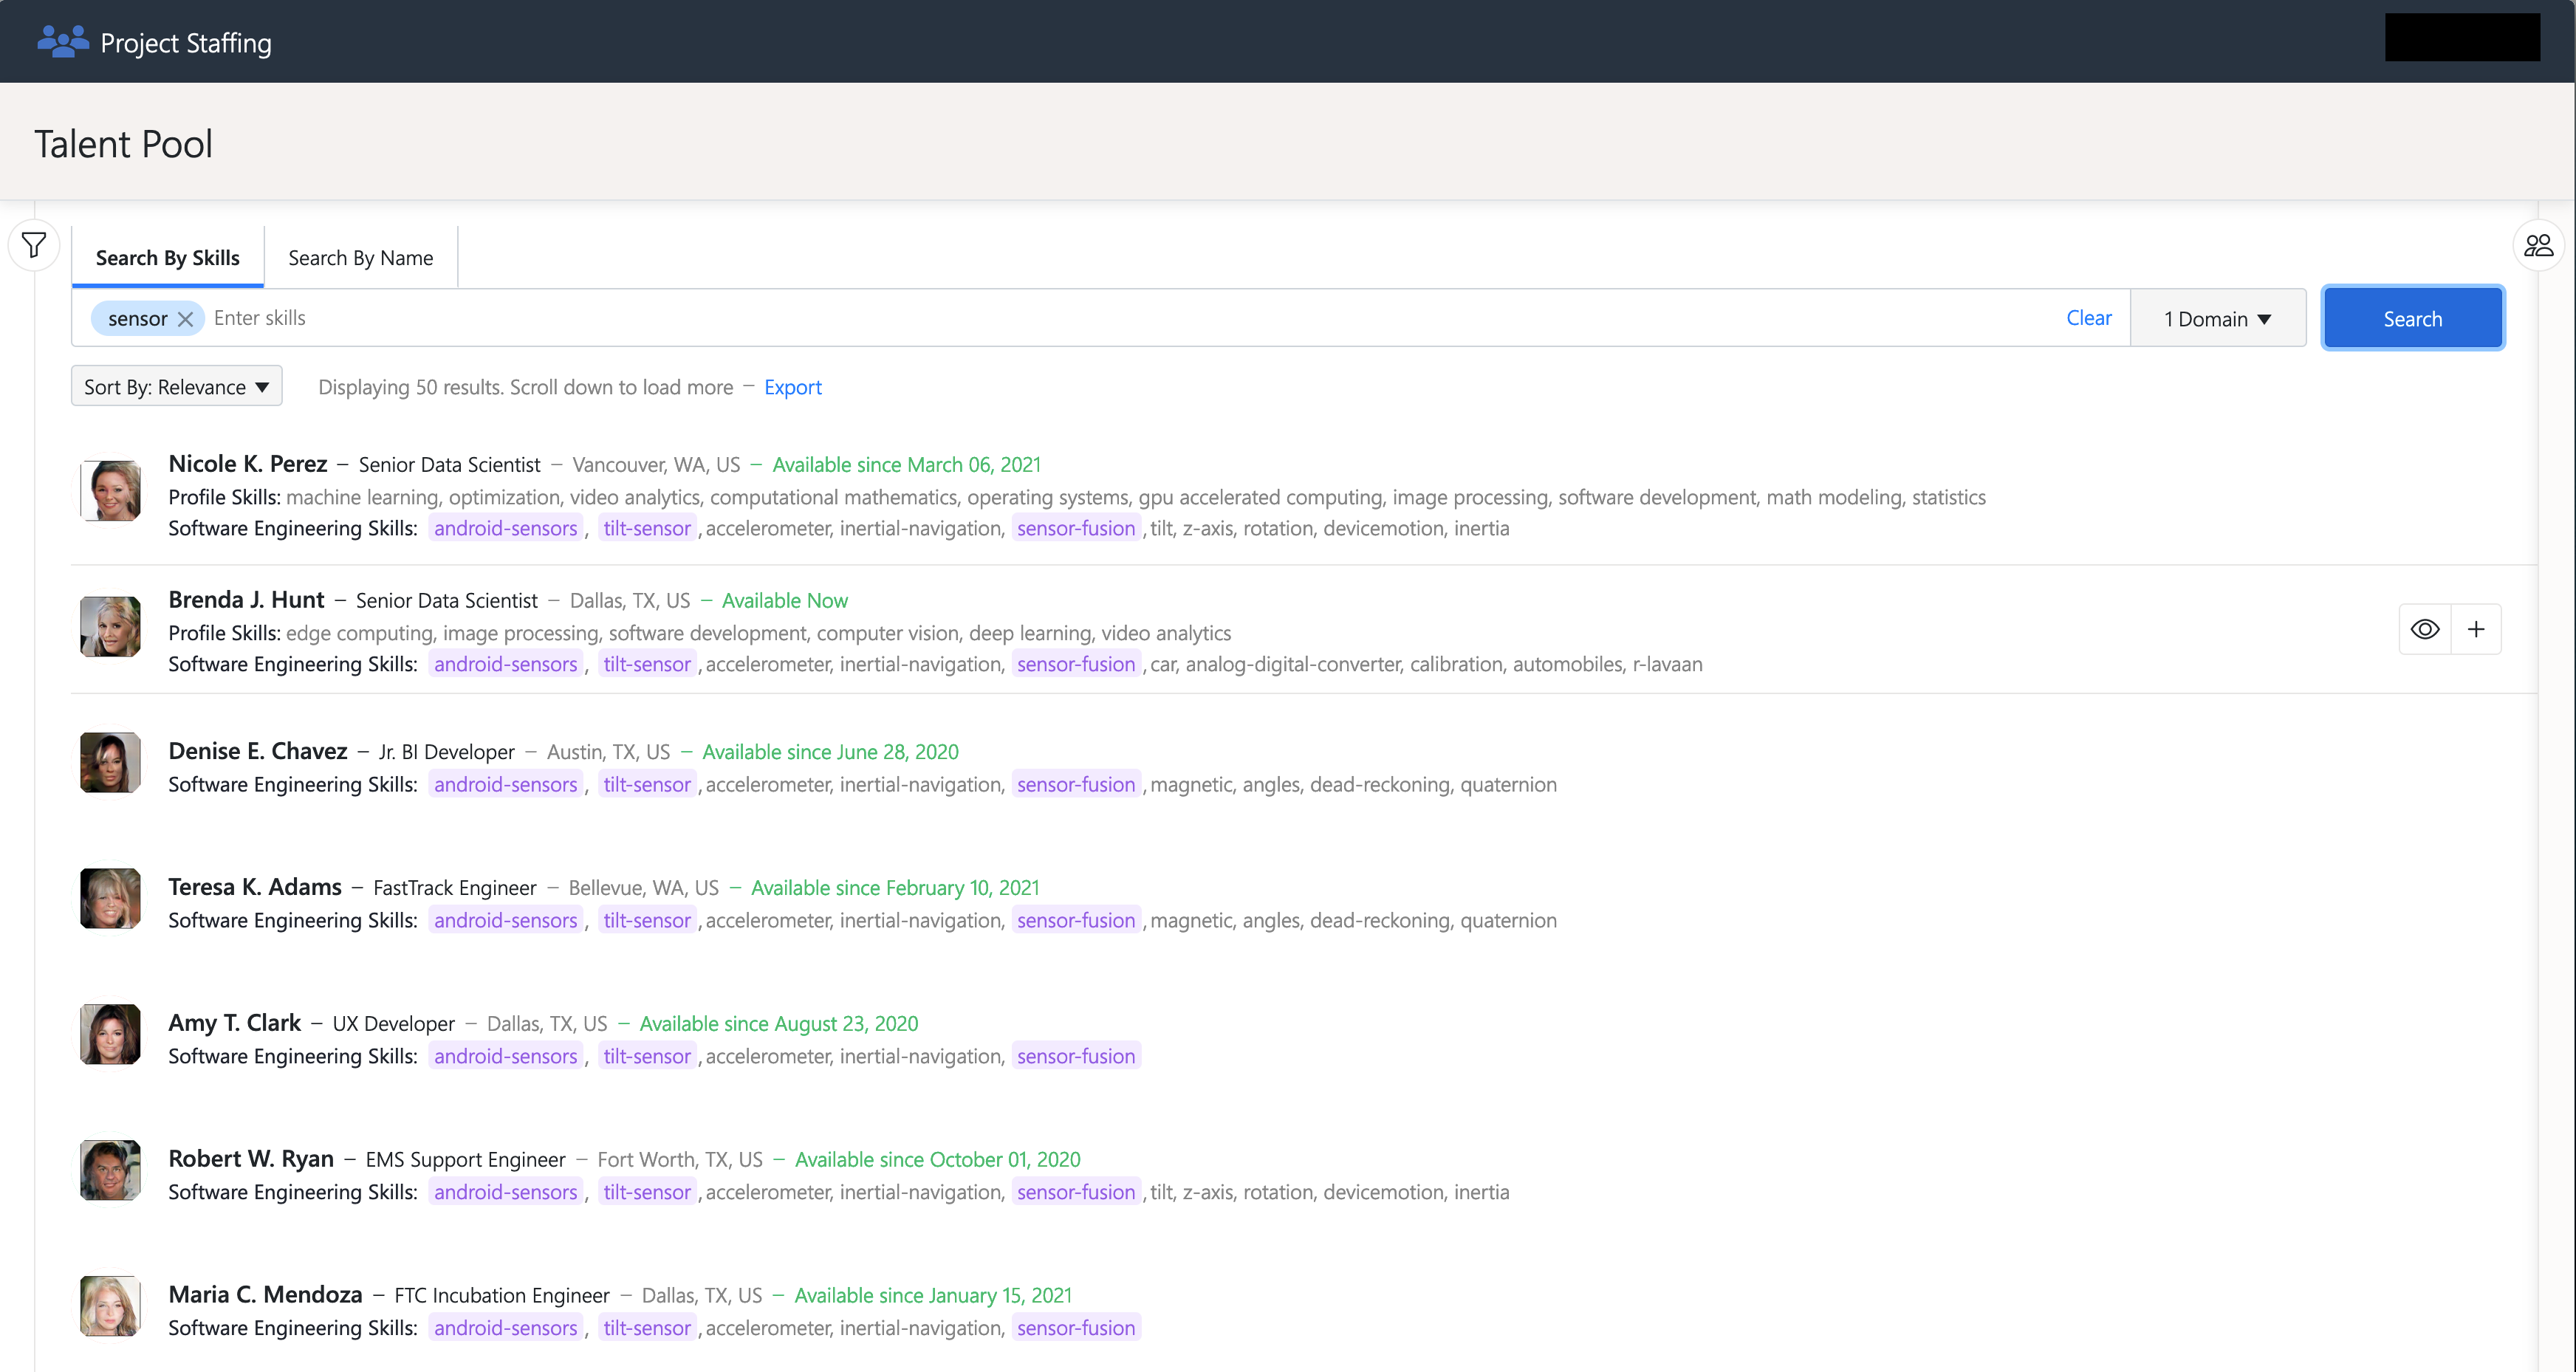 Project Staffing
Talent Pool
Search By Skills
Search By Name
sensor
Enter skills
Clear
1 Domain
Search
Sort By: Relevance
Displaying 50 results. Scroll down to load more – Export
Nicole K. Perez – Senior Data Scientist – Vancouver, WA, US – Available since March 06, 2021
Profile Skills: machine learning, optimization, video analytics, computational mathematics, operating systems, gpu accelerated computing, image processing, software development, math modeling, statistics
Software Engineering Skills: android-sensors, tilt-sensor, accelerometer, inertial-navigation, sensor-fusion, tilt, z-axis, rotation, devicemotion, inertia
Brenda J. Hunt – Senior Data Scientist – Dallas, TX, US – Available Now
Profile Skills: edge computing, image processing, software development, computer vision, deep learning, video analytics
Software Engineering Skills: android-sensors, tilt-sensor, accelerometer, inertial-navigation, sensor-fusion, car, analog-digital-converter, calibration, automobiles, r-lavaan
Denise E. Chavez – Jr. BI Developer – Austin, TX, US – Available since June 28, 2020
Software Engineering Skills: android-sensors, tilt-sensor, accelerometer, inertial-navigation, sensor-fusion, magnetic, angles, dead-reckoning, quaternion
Teresa K. Adams – FastTrack Engineer – Bellevue, WA, US – Available since February 10, 2021
Software Engineering Skills: android-sensors, tilt-sensor, accelerometer, inertial-navigation, sensor-fusion, magnetic, angles, dead-reckoning, quaternion
Amy T. Clark – UX Developer – Dallas, TX, US – Available since August 23, 2020
Software Engineering Skills: android-sensors, tilt-sensor, accelerometer, inertial-navigation, sensor-fusion
Robert W. Ryan – EMS Support Engineer – Fort Worth, TX, US – Available since October 01, 2020
Software Engineering Skills: android-sensors, tilt-sensor, accelerometer, inertial-navigation, sensor-fusion, tilt, z-axis, rotation, devicemotion, inertia
Maria C. Mendoza – FTC Incubation Engineer – Dallas, TX, US – Available since January 15, 2021
Software Engineering Skills: android-sensors, tilt-sensor, accelerometer, inertial-navigation, sensor-fusion